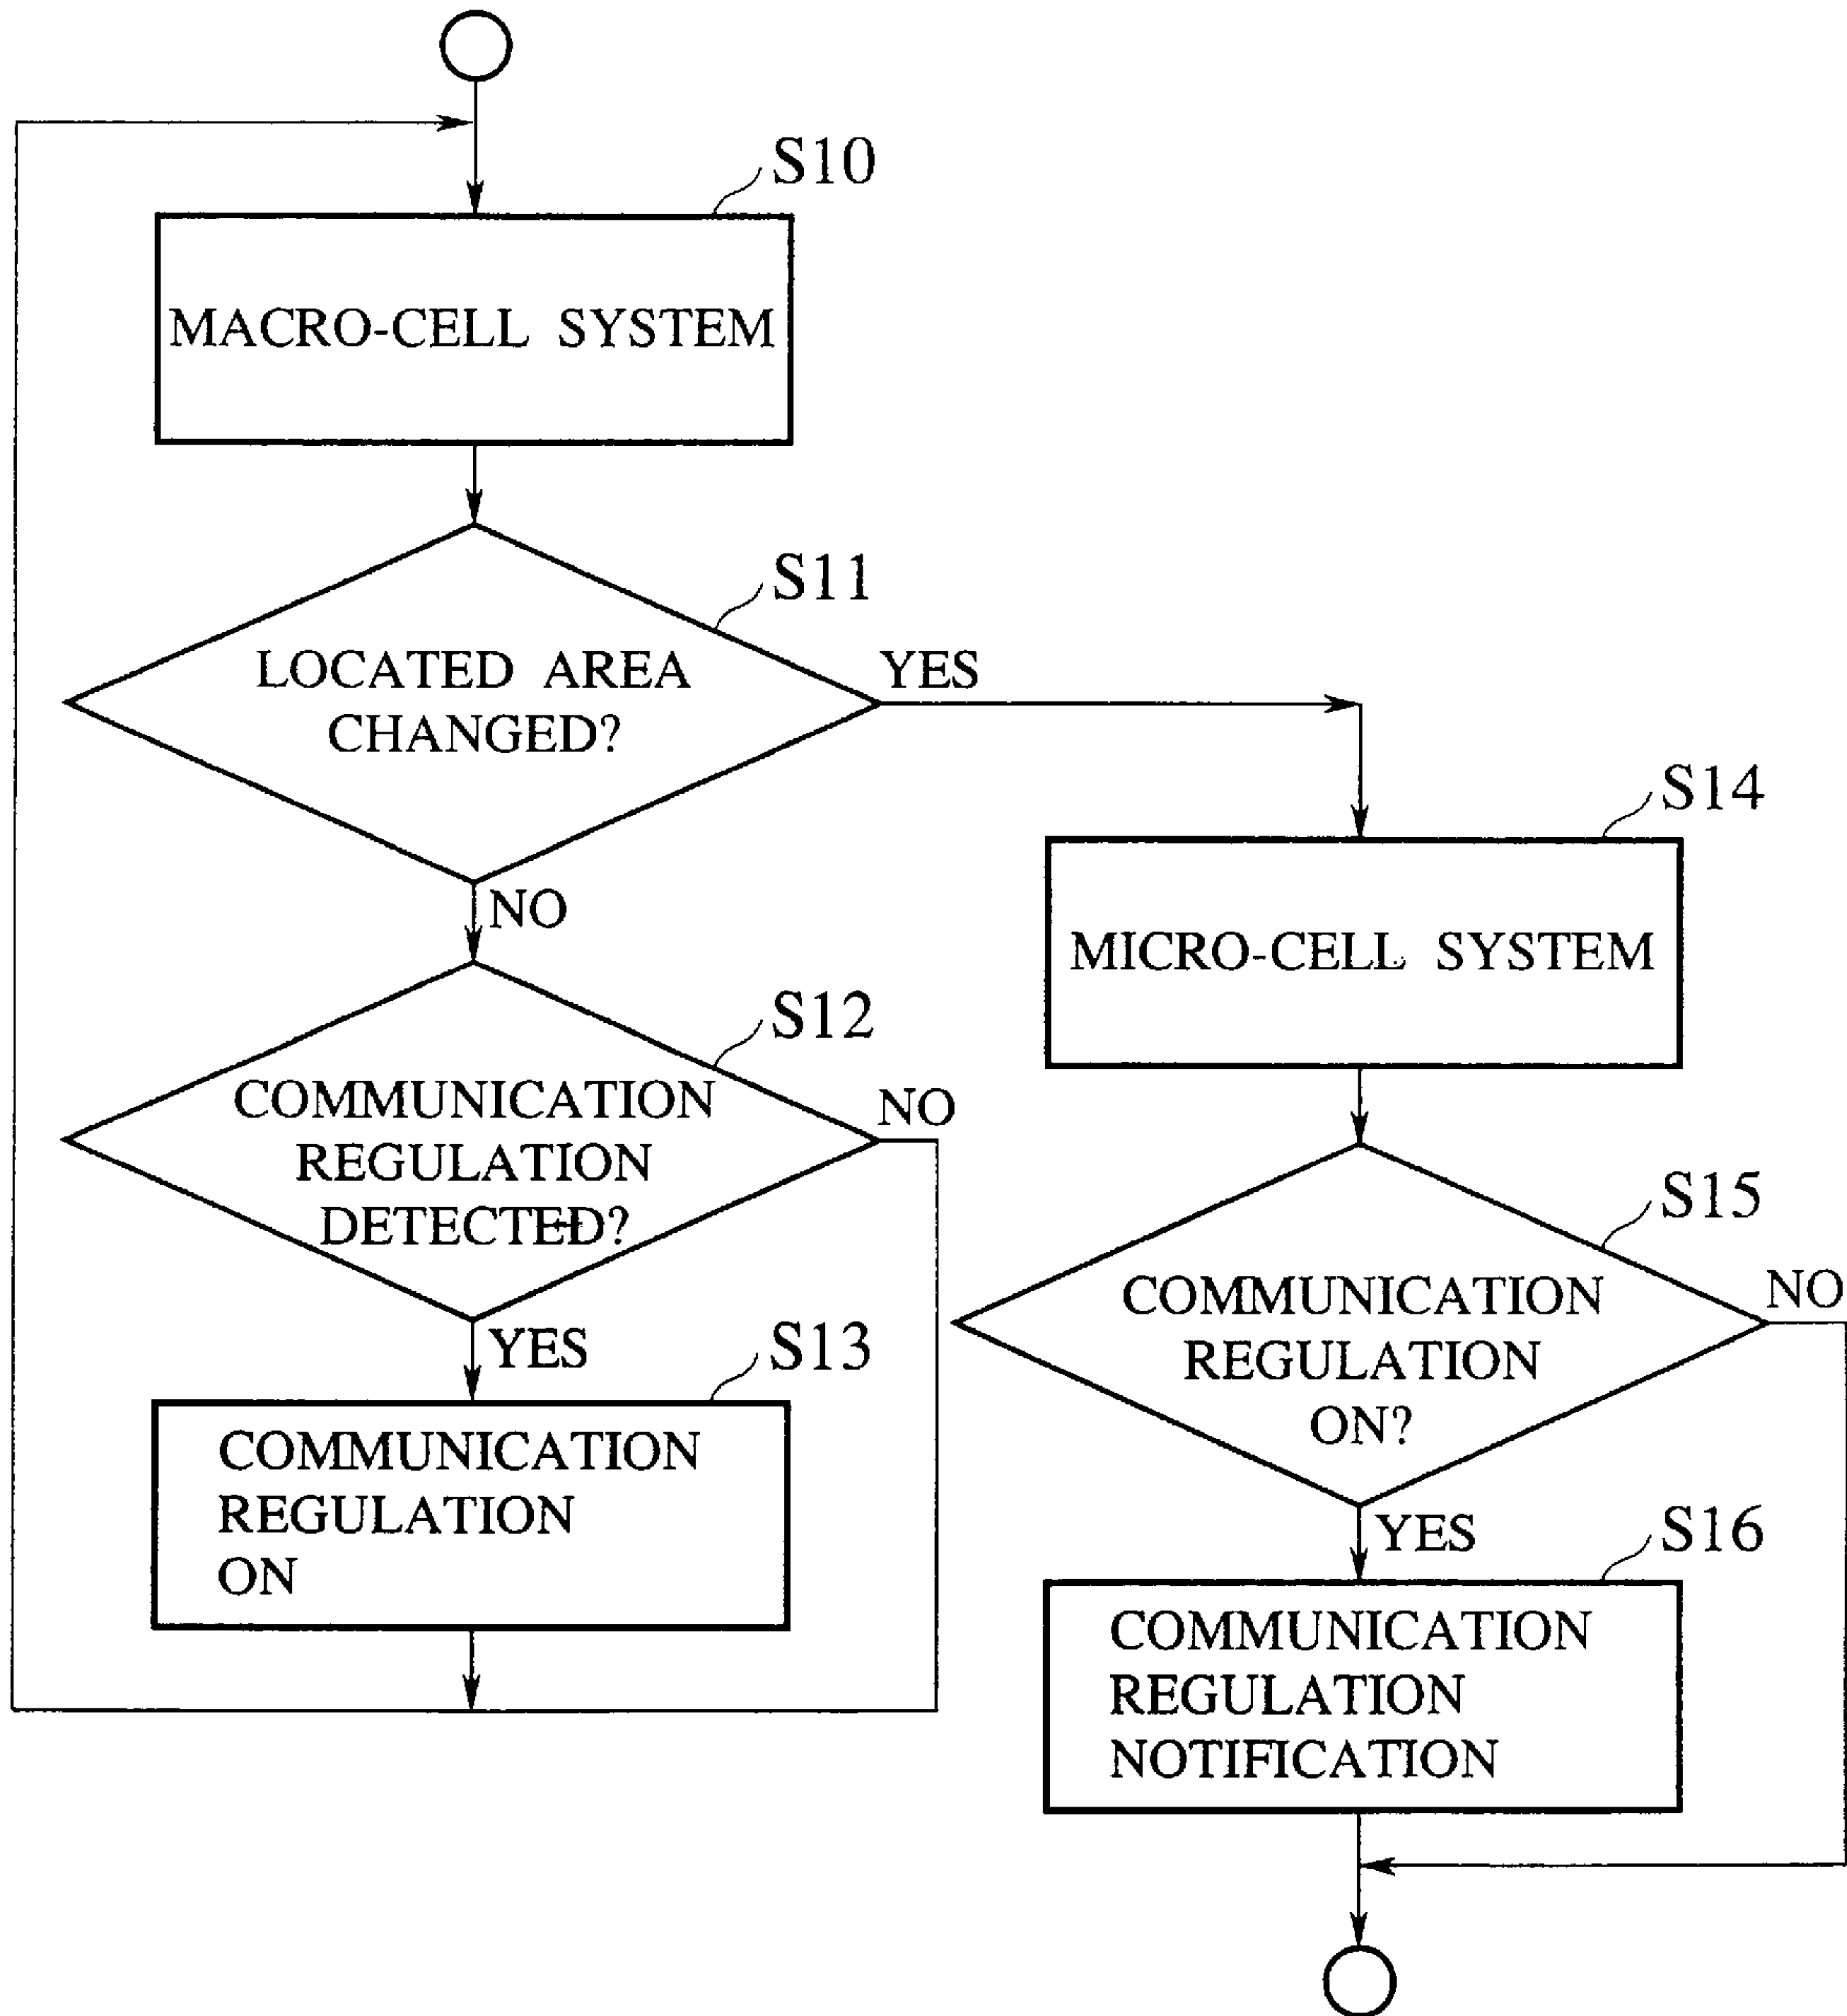 S10
MACRO-CELL SYSTEM
S11
LOCATED AREA
CHANGED?
YES
NO
S12
COMMUNICATION
REGULATION
DETECTED?
NO
YES
S13
COMMUNICATION
REGULATION
ON
S14
MICRO-CELL SYSTEM
S15
COMMUNICATION
REGULATION
ON?
NO
YES
S16
COMMUNICATION
REGULATION
NOTIFICATION